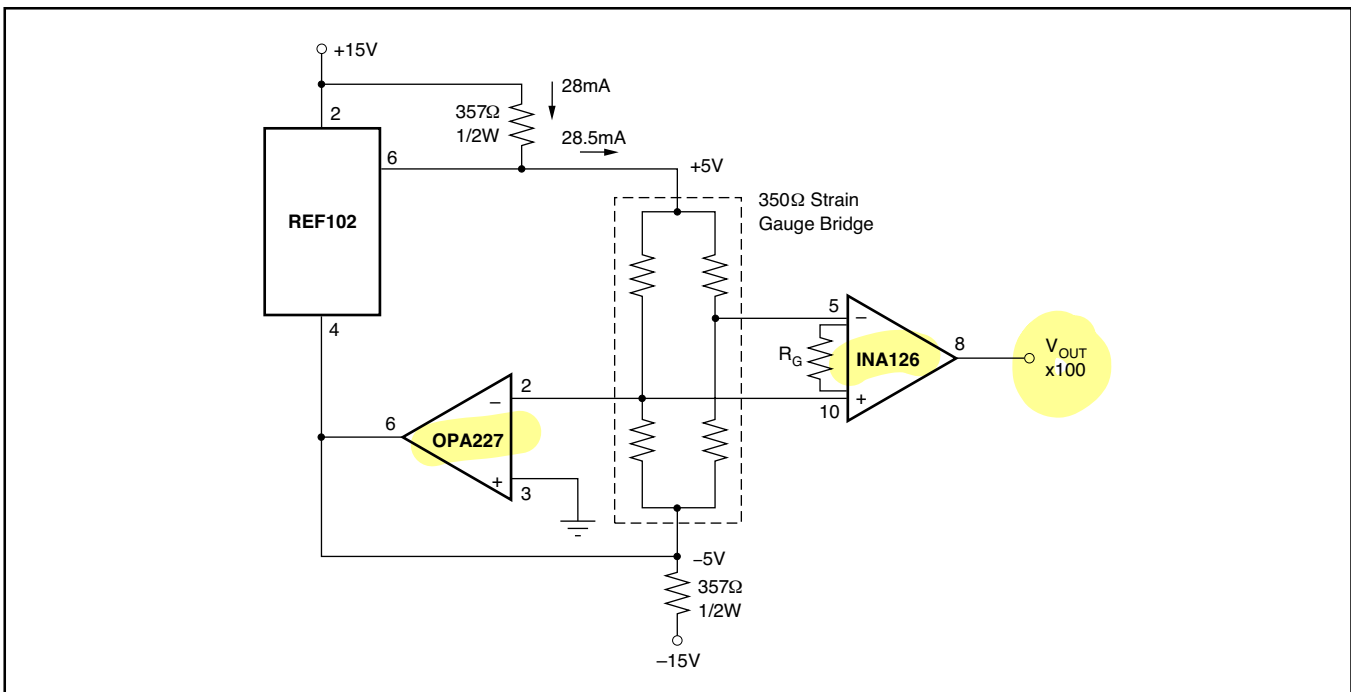 +15V
28mA
2
357Ω
1/2W
28.5mA
6
+5V
350Ω Strain
Gauge Bridge
REF102
4
5
–
RG
INA126
8
VOUT
x100
2
–
+
10
6
OPA227
+
3
–5V
357Ω
1/2W
–15V